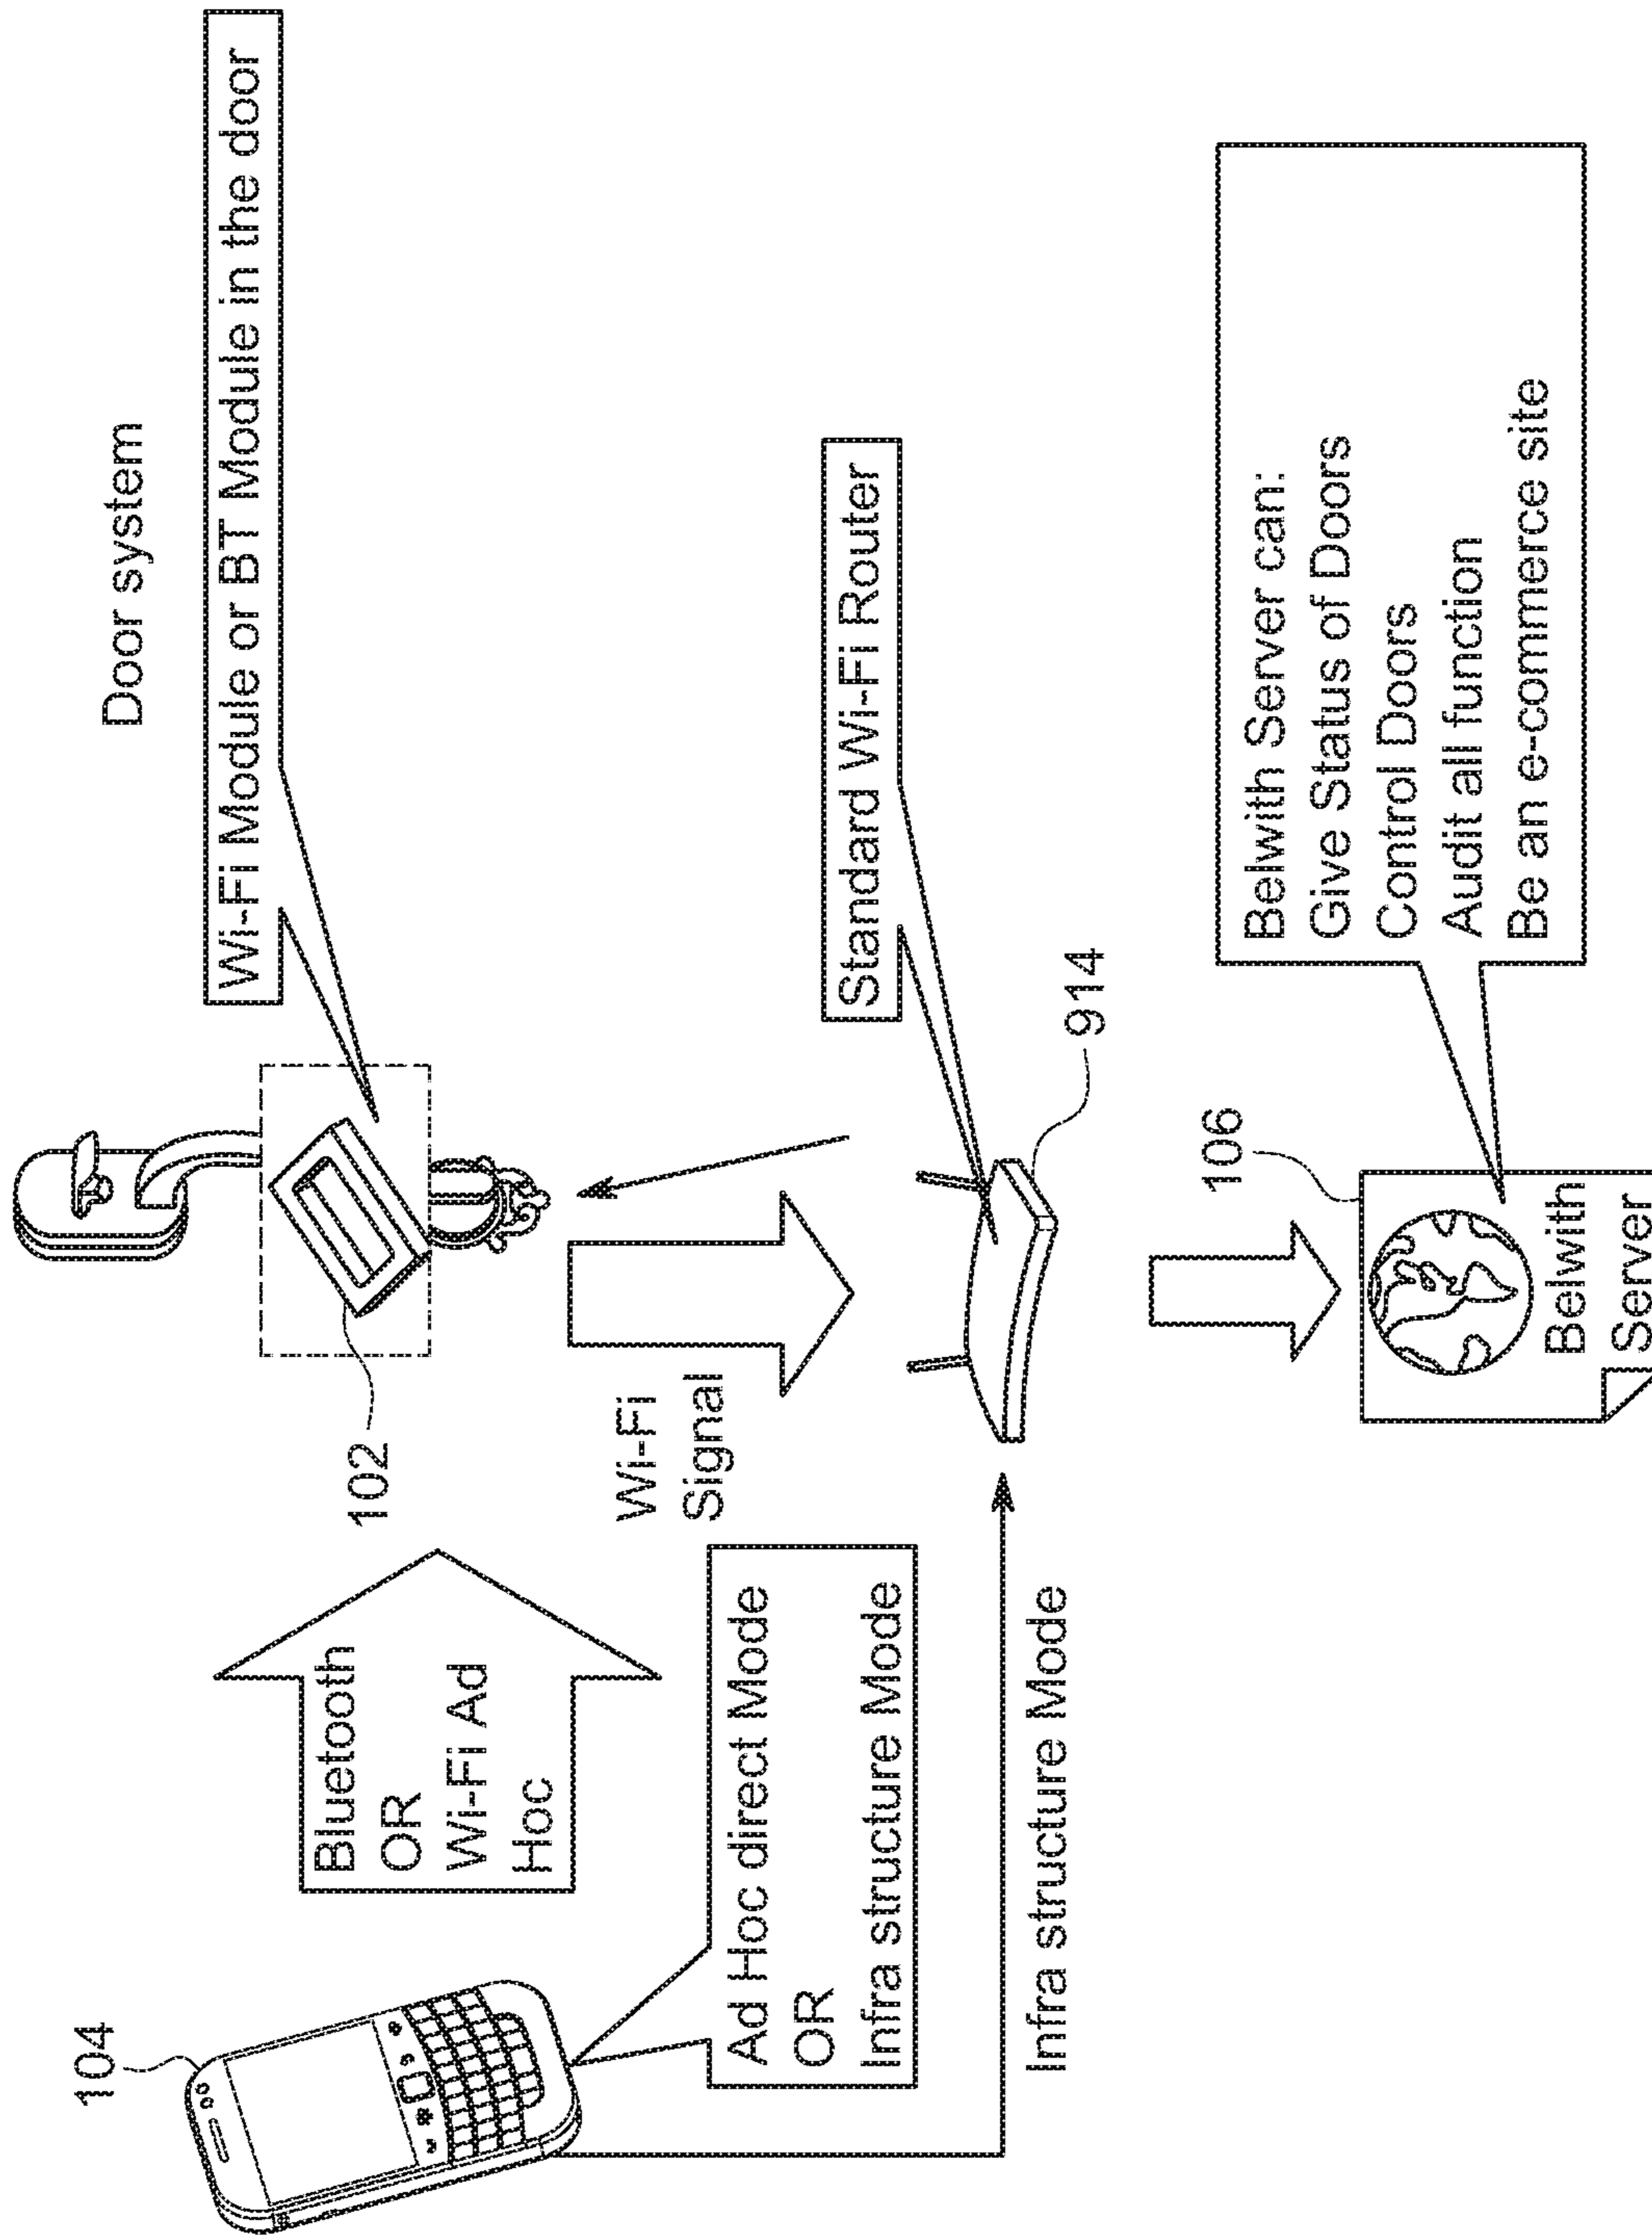 Door system
Wi-Fi Module or BT Module in the door
104
Bluetooth
OR
Wi-Fi Ad
Hoc
102
Wi-Fi
Signal
Ad Hoc direct Mode
OR
Infra structure Mode
Standard Wi-Fi Router
914
Infra structure Mode
106
Belwith
Server
Belwith Server can:
Give Status of Doors
Control Doors
Audit all function
Be an e-commerce site